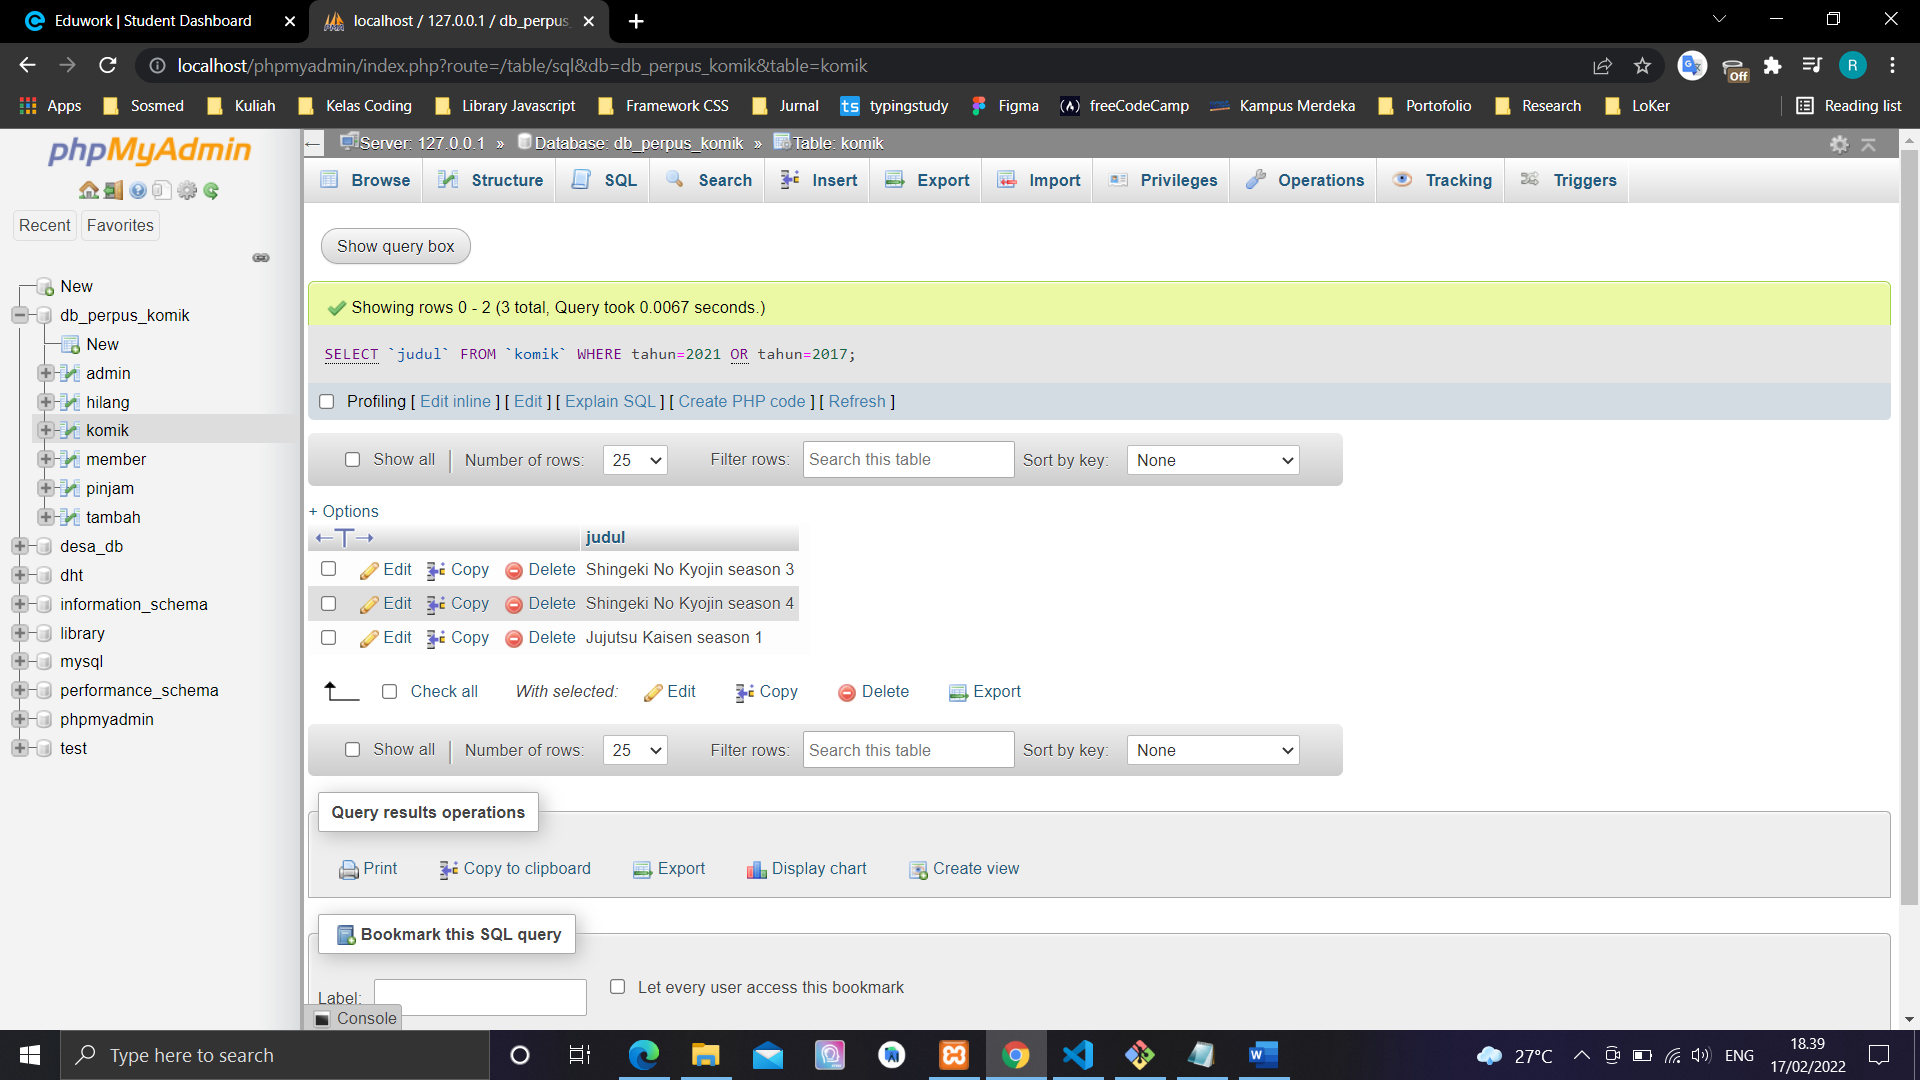 Eduwork | Student Dashboard
localhost / 127.0.0.1 / db_perpus_
localhost/phpmyadmin/index.php?route=/table/sql&db=db_perpus_komik&table=komik
Off
R
Apps Sosmed Kuliah Kelas Coding Library Javascript Framework CSS Jurnal ts typingstudy Figma freeCodeCamp Kampus Merdeka Portofolio Research LoKer Reading list
phpMyAdmin
Recent Favorites
New
db_perpus_komik
New
admin
hilang
komik
member
pinjam
tambah
desa_db
dht
information_schema
library
mysql
performance_schema
phpmyadmin
test
Server: 127.0.0.1 » Database: db_perpus_komik » Table: komik
Browse Structure SQL Search Insert Export Import Privileges Operations Tracking Triggers
Show query box
Showing rows 0 - 2 (3 total, Query took 0.0067 seconds.)
SELECT `judul` FROM `komik` WHERE tahun=2021 OR tahun=2017;
Profiling [ Edit inline ] [ Edit ] [ Explain SQL ] [ Create PHP code ] [ Refresh ]
Show all | Number of rows: 25 Filter rows: Search this table Sort by key: None
+ Options
←T→ judul
Edit Copy Delete Shingeki No Kyojin season 3
Edit Copy Delete Shingeki No Kyojin season 4
Edit Copy Delete Jujutsu Kaisen season 1
Check all With selected: Edit Copy Delete Export
Show all | Number of rows: 25 Filter rows: Search this table Sort by key: None
Query results operations
Print Copy to clipboard Export Display chart Create view
Bookmark this SQL query
Label: Let every user access this bookmark
Console
Type here to search
27°C ENG
18.39
17/02/2022